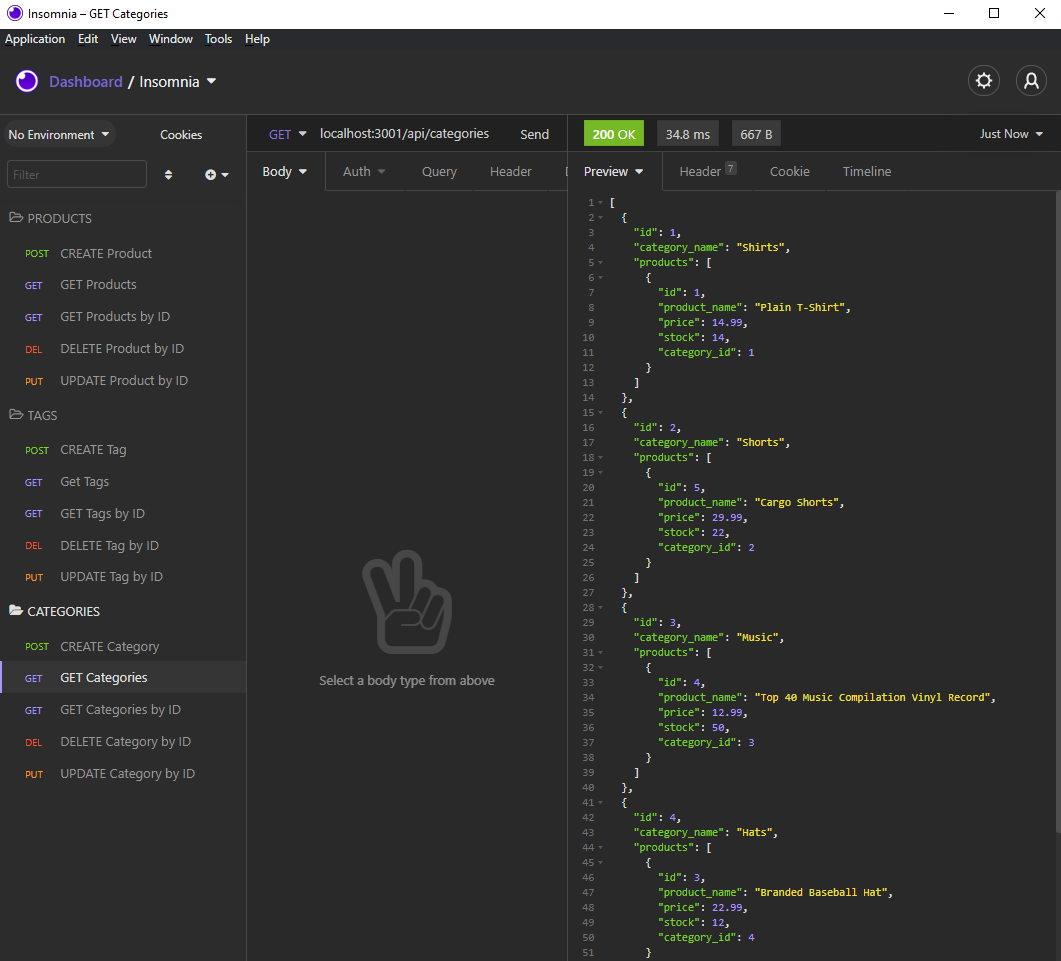 Insomnia – GET Categories
Application Edit View Window Tools Help
Dashboard / Insomnia
No Environment
Cookies
Filter
PRODUCTS
POST CREATE Product
GET GET Products
GET GET Products by ID
DEL DELETE Product by ID
PUT UPDATE Product by ID
TAGS
POST CREATE Tag
GET Get Tags
GET GET Tags by ID
DEL DELETE Tag by ID
PUT UPDATE Tag by ID
CATEGORIES
POST CREATE Category
GET GET Categories
GET GET Categories by ID
DEL DELETE Category by ID
PUT UPDATE Category by ID
GET localhost:3001/api/categories Send
Body Auth Query Header
Select a body type from above
200 OK 34.8 ms 667 B Just Now
Preview Header 7 Cookie Timeline
1 [
2 {
3 "id": 1,
4 "category_name": "Shirts",
5 "products": [
6 {
7 "id": 1,
8 "product_name": "Plain T-Shirt",
9 "price": 14.99,
10 "stock": 14,
11 "category_id": 1
12 }
13 ]
14 },
15 {
16 "id": 2,
17 "category_name": "Shorts",
18 "products": [
19 {
20 "id": 5,
21 "product_name": "Cargo Shorts",
22 "price": 29.99,
23 "stock": 22,
24 "category_id": 2
25 }
26 ]
27 },
28 {
29 "id": 3,
30 "category_name": "Music",
31 "products": [
32 {
33 "id": 4,
34 "product_name": "Top 40 Music Compilation Vinyl Record",
35 "price": 12.99,
36 "stock": 50,
37 "category_id": 3
38 }
39 ]
40 },
41 {
42 "id": 4,
43 "category_name": "Hats",
44 "products": [
45 {
46 "id": 3,
47 "product_name": "Branded Baseball Hat",
48 "price": 22.99,
49 "stock": 12,
50 "category_id": 4
51 }